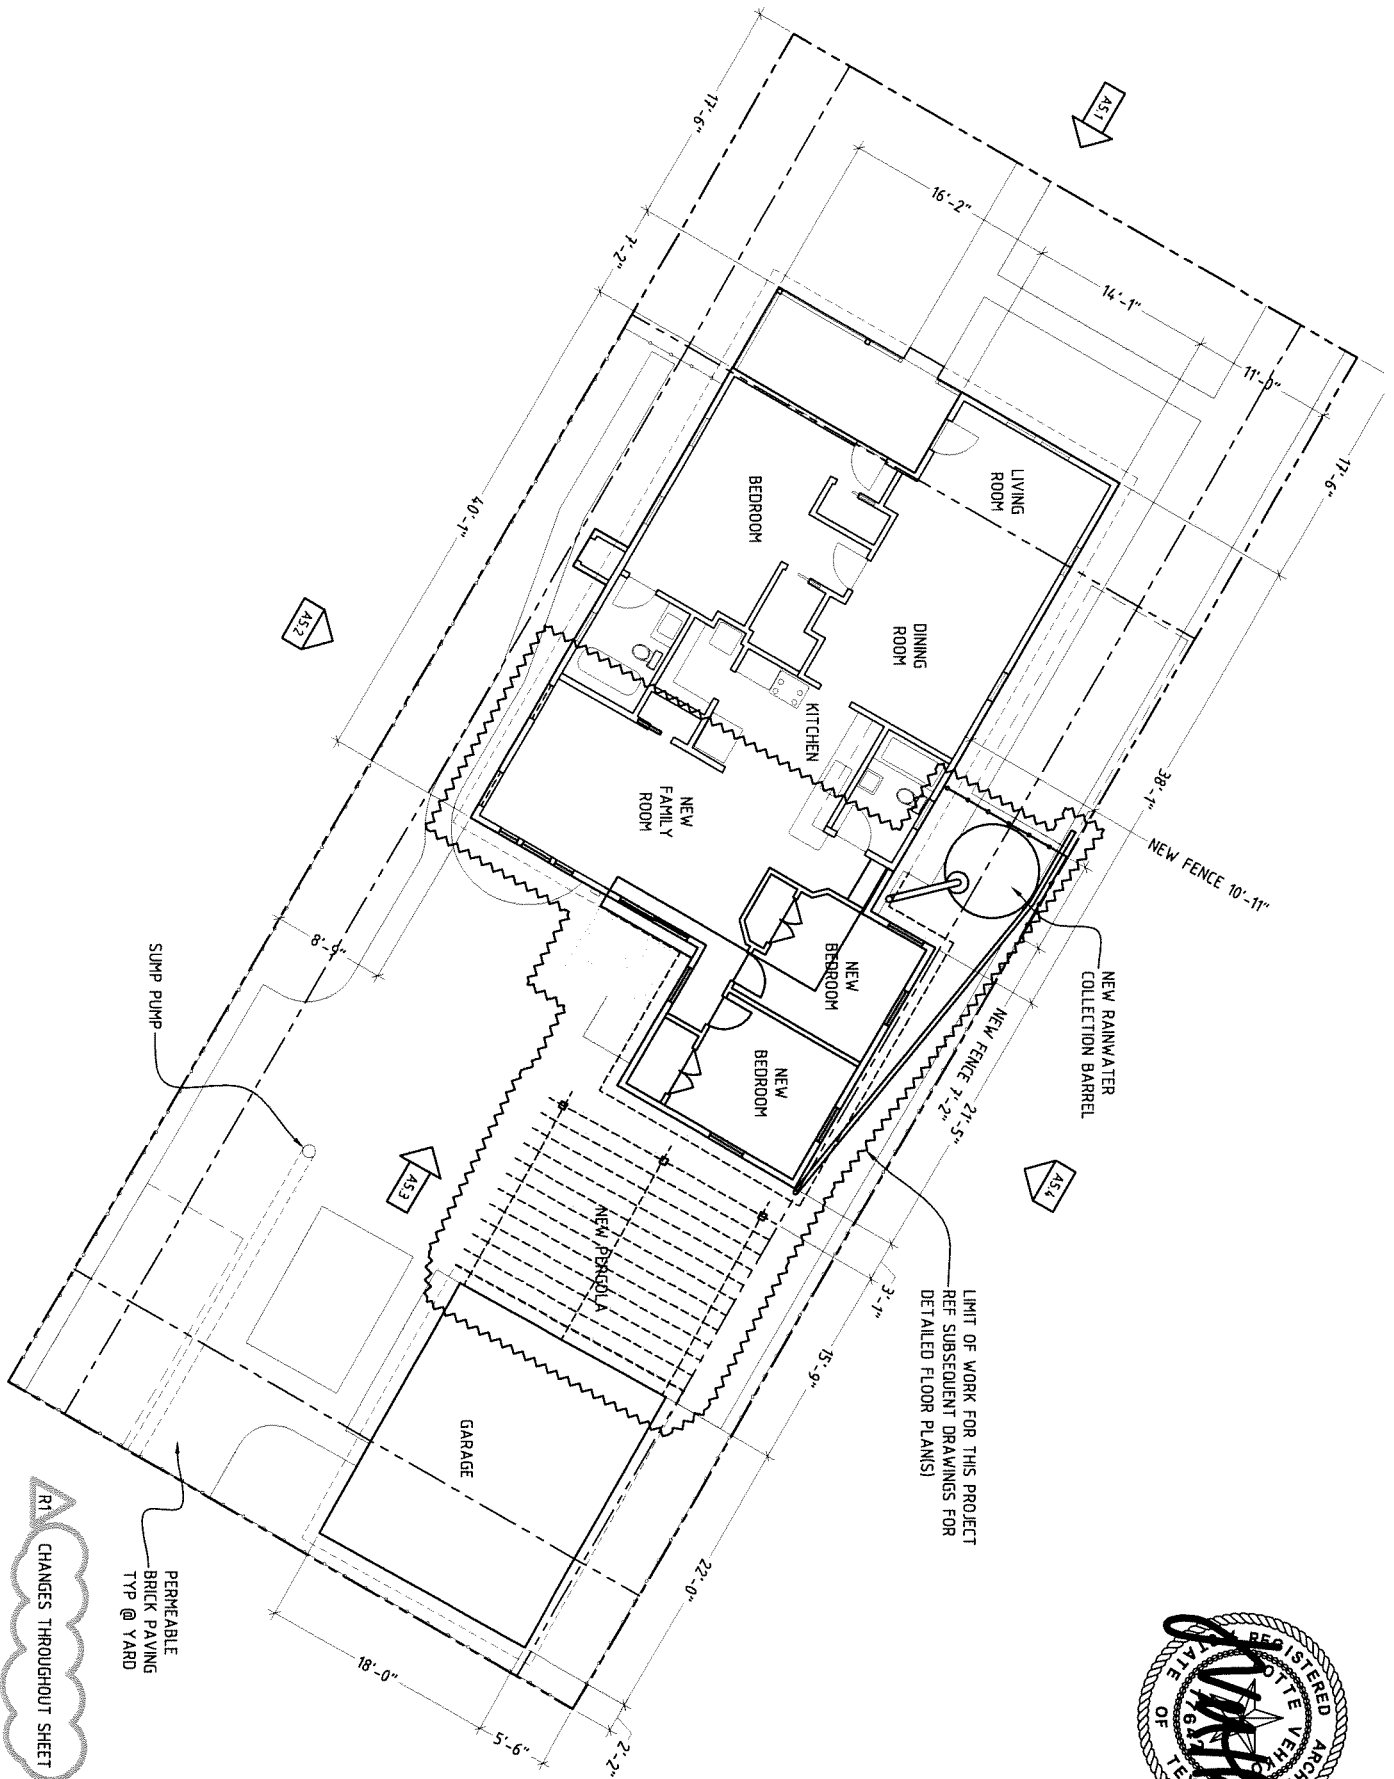 A5.1
17'-6"
7'-2"
16'-2"
14'-1"
11'-0"
17'-6"
40'-1"
38'-1"
LIVING
ROOM
BEDROOM
DINING
ROOM
KITCHEN
NEW
FAMILY
ROOM
A5.2
NEW FENCE 10'-11"
NEW RAINWATER
COLLECTION BARREL
NEW
BEDROOM
NEW
BEDROOM
NEW FENCE 7'-2"
21'-5"
A5.4
8'-9"
SUMP PUMP
A5.3
NEW PERGOLA
3'-1"
15'-9"
LIMIT OF WORK FOR THIS PROJECT
REF SUBSEQUENT DRAWINGS FOR
DETAILED FLOOR PLAN(S)
GARAGE
22'-0"
18'-0"
5'-6"
2'-2"
PERMEABLE
BRICK PAVING
TYP @ YARD
R1
CHANGES THROUGHOUT SHEET
REGISTERED
STATE OF